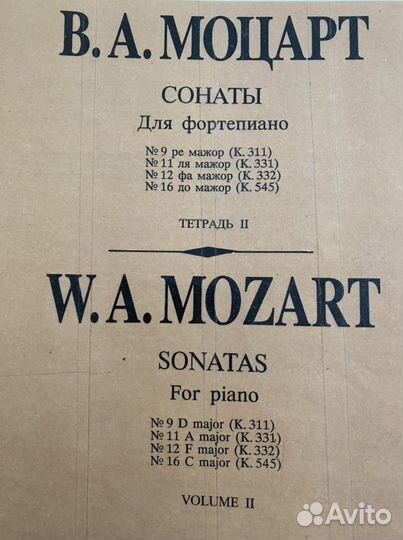 В. А. МОЦАРТ
СОНАТЫ
Для фортепиано
№ 9 ре мажор (К. 311)
№ 11 ля мажор (К. 331)
№ 12 фа мажор (К. 332)
№ 16 до мажор (К. 545)
ТЕТРАДЬ II
W. A. MOZART
SONATAS
For piano
№ 9 D major (K. 311)
№ 11 A major (K. 331)
№ 12 F major (K. 332)
№ 16 C major (K. 545)
VOLUME II
Avito